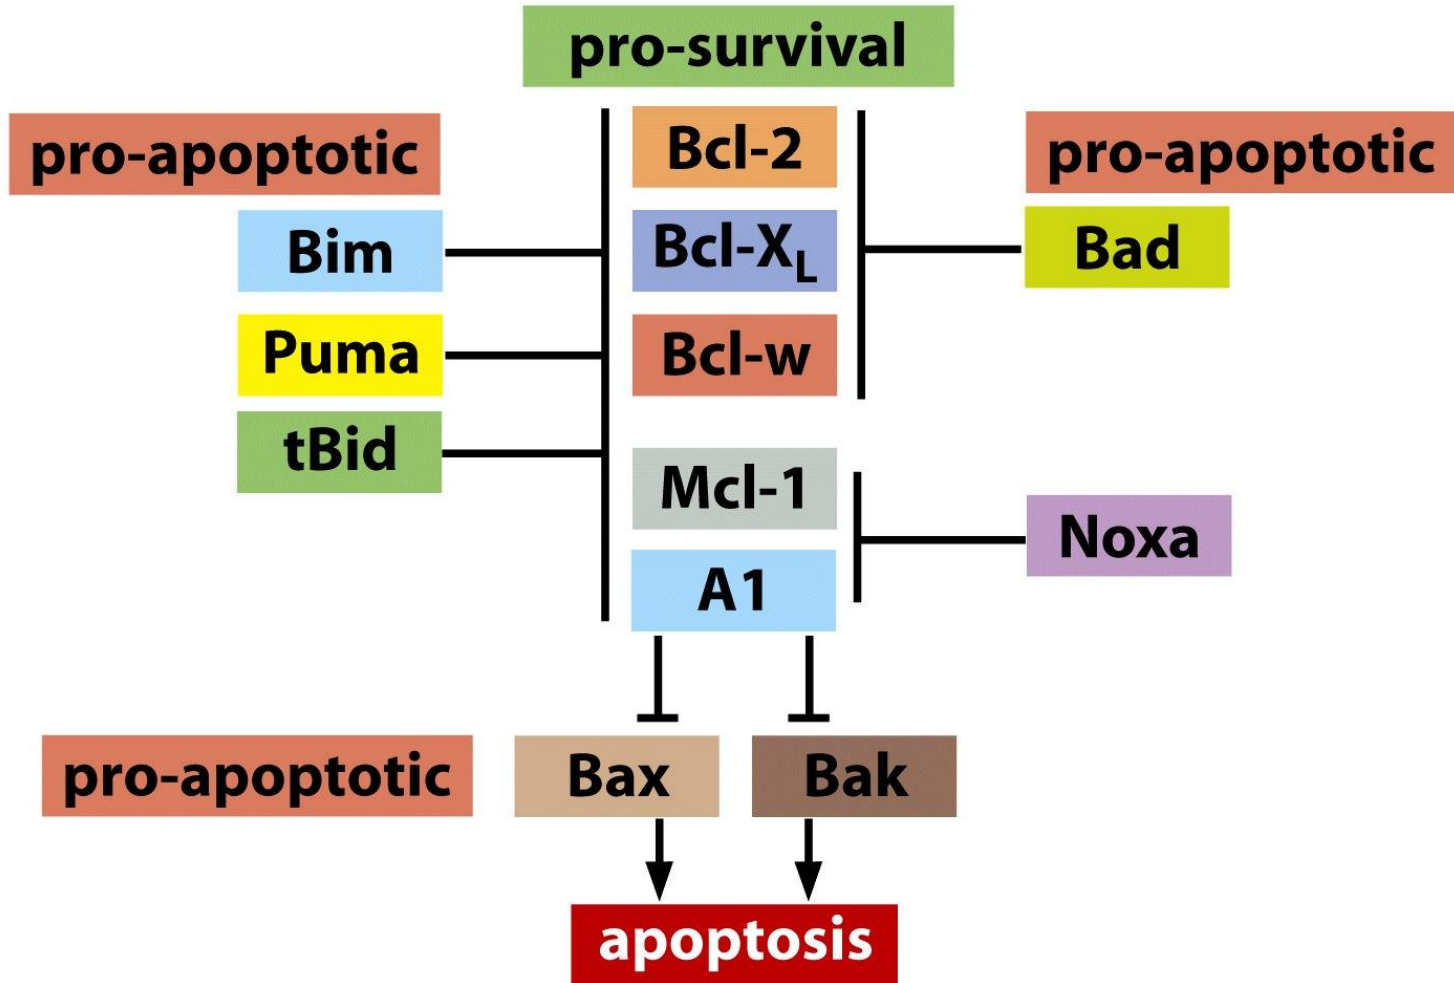 pro-survival
pro-apoptotic
Bim
Puma
tBid
Bcl-2
Bcl-XL
Bcl-w
Mcl-1
A1
pro-apoptotic
Bad
Noxa
pro-apoptotic
Bax
Bak
apoptosis